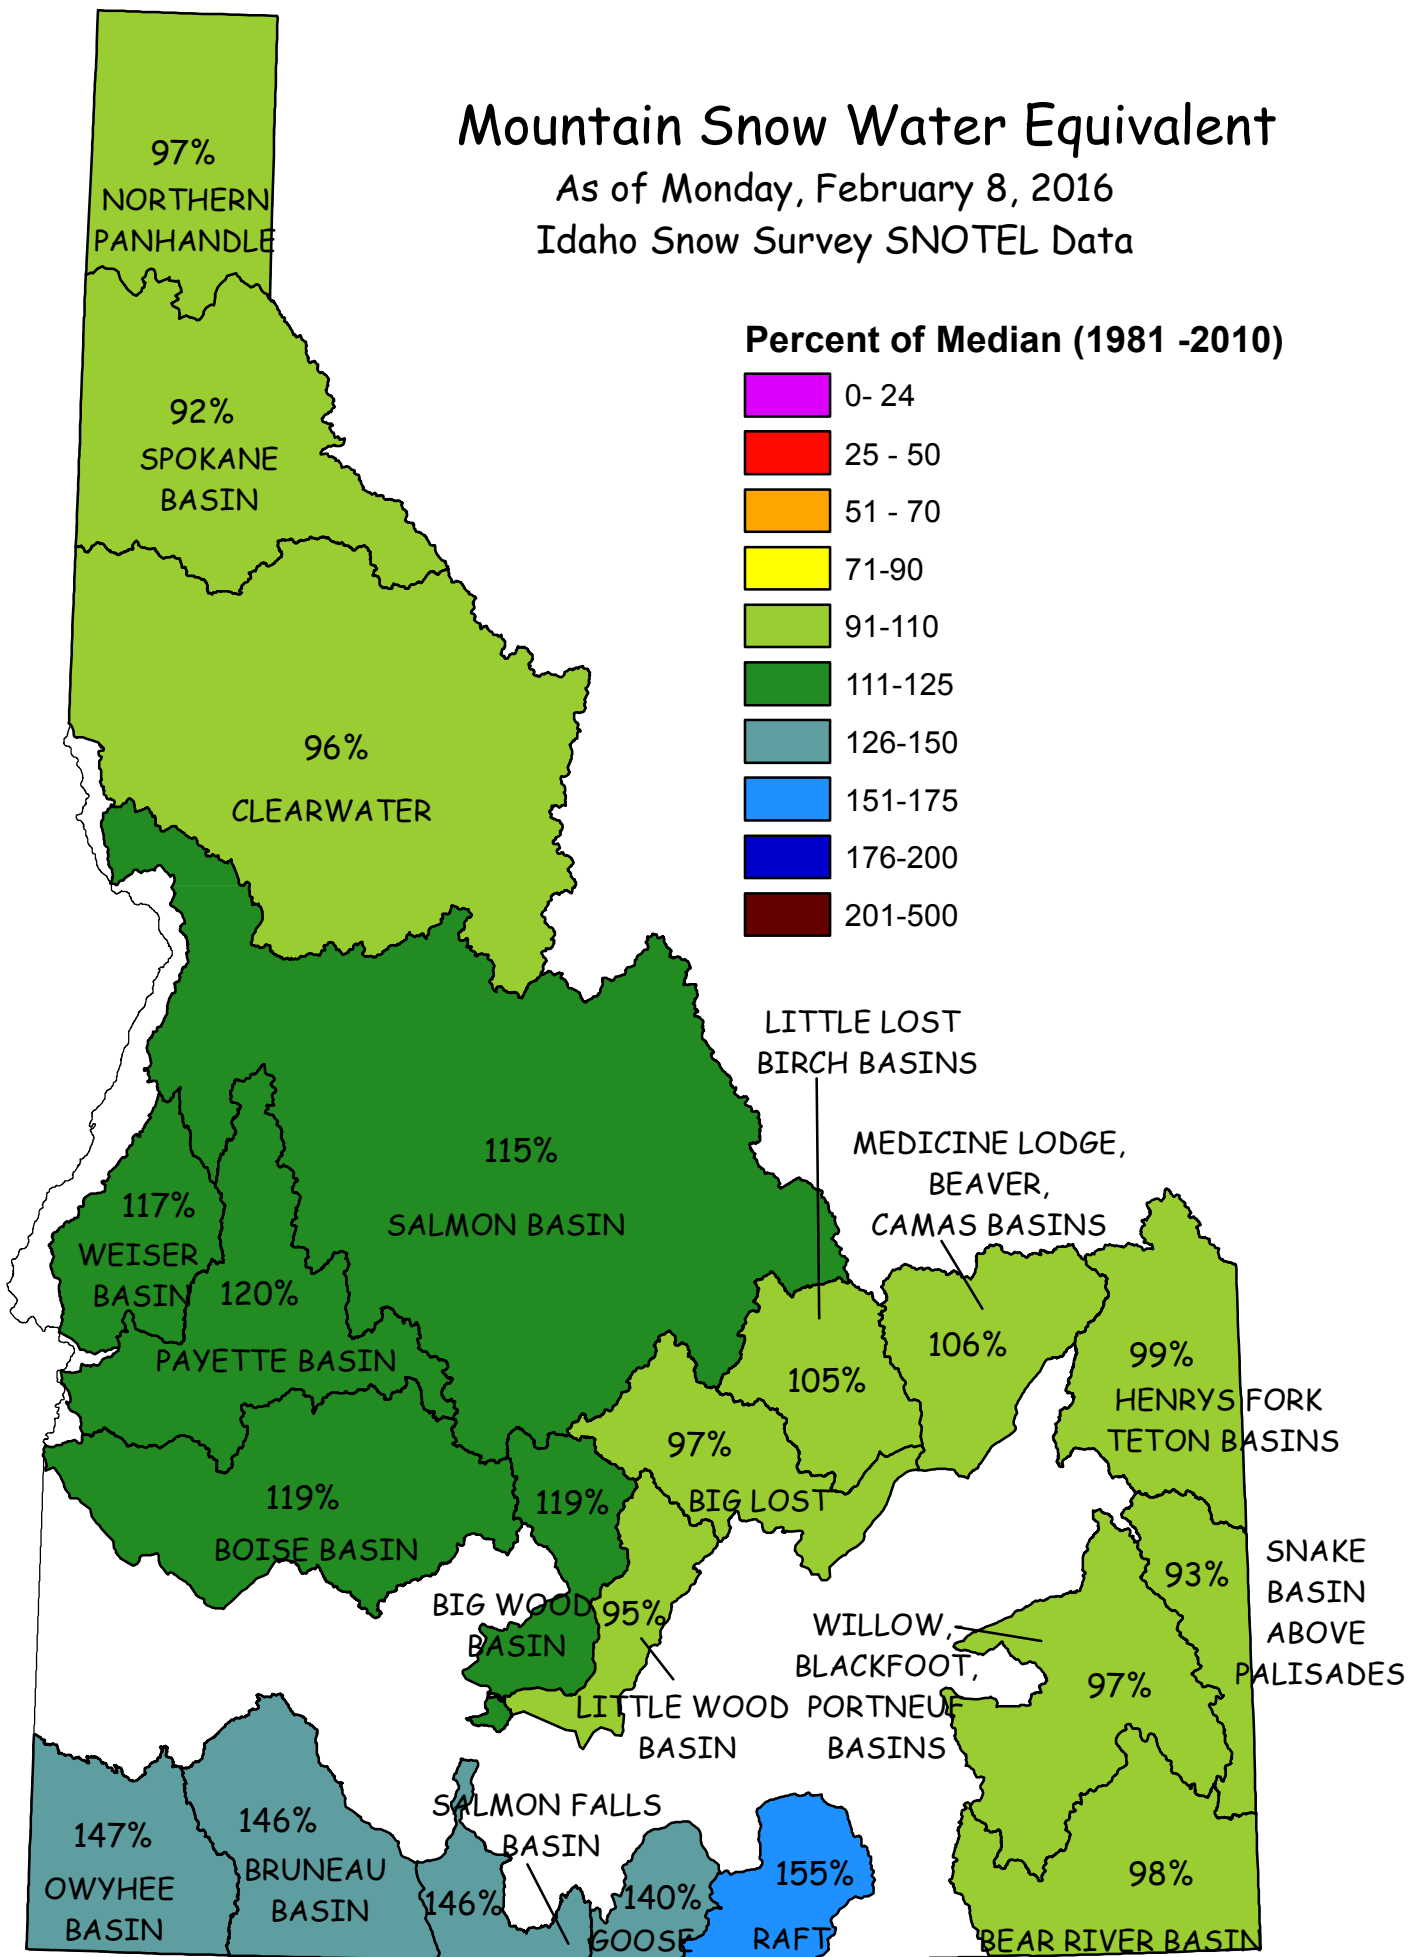 Mountain Snow Water Equivalent
As of Monday, February 8, 2016
Idaho Snow Survey SNOTEL Data
Percent of Median (1981 -2010)
0- 24
25 - 50
51 - 70
71-90
91-110
111-125
126-150
151-175
176-200
201-500
97%
NORTHERN
PANHANDLE
92%
SPOKANE
BASIN
96%
CLEARWATER
115%
SALMON BASIN
117%
WEISER
BASIN
120%
PAYETTE BASIN
119%
BOISE BASIN
119%
BIG WOOD
BASIN
LITTLE LOST
BIRCH BASINS
105%
MEDICINE LODGE,
BEAVER,
CAMAS BASINS
106%
99%
HENRYS FORK
TETON BASINS
97%
BIG LOST
95%
LITTLE WOOD
BASIN
93%
SNAKE
BASIN
ABOVE
PALISADES
WILLOW,
BLACKFOOT,
PORTNEUF
BASINS
97%
98%
BEAR RIVER BASIN
147%
OWYHEE
BASIN
146%
BRUNEAU
BASIN
SALMON FALLS
BASIN
146%
140%
GOOSE
155%
RAFT